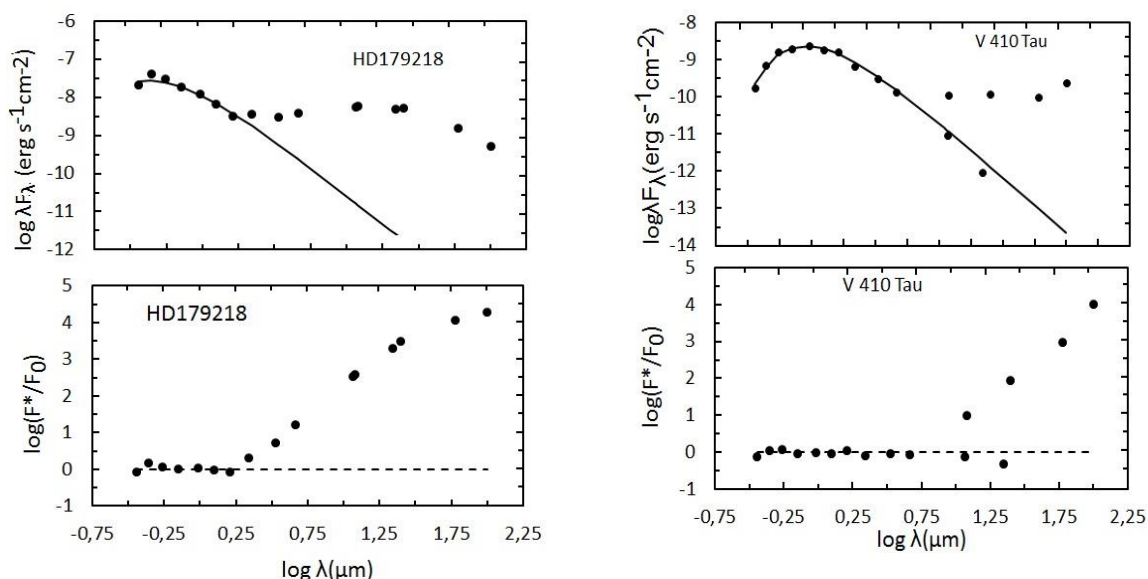 -6
-7
-8
-9
-10
-11
-12
log λFλ (erg s-1cm-2)
HD179218
-8
-9
-10
-11
-12
-13
-14
logλFλ(erg s-1cm-2)
V 410 Tau
5
4
3
2
1
0
-1
log(F*/F0)
HD179218
-0,75 -0,25 0,25 0,75 1,25 1,75 2,25
log λ(μm)
5
4
3
2
1
0
-1
log(F*/F0)
V 410 Tau
-0,75 -0,25 0,25 0,75 1,25 1,75 2,25
log λ(μm)